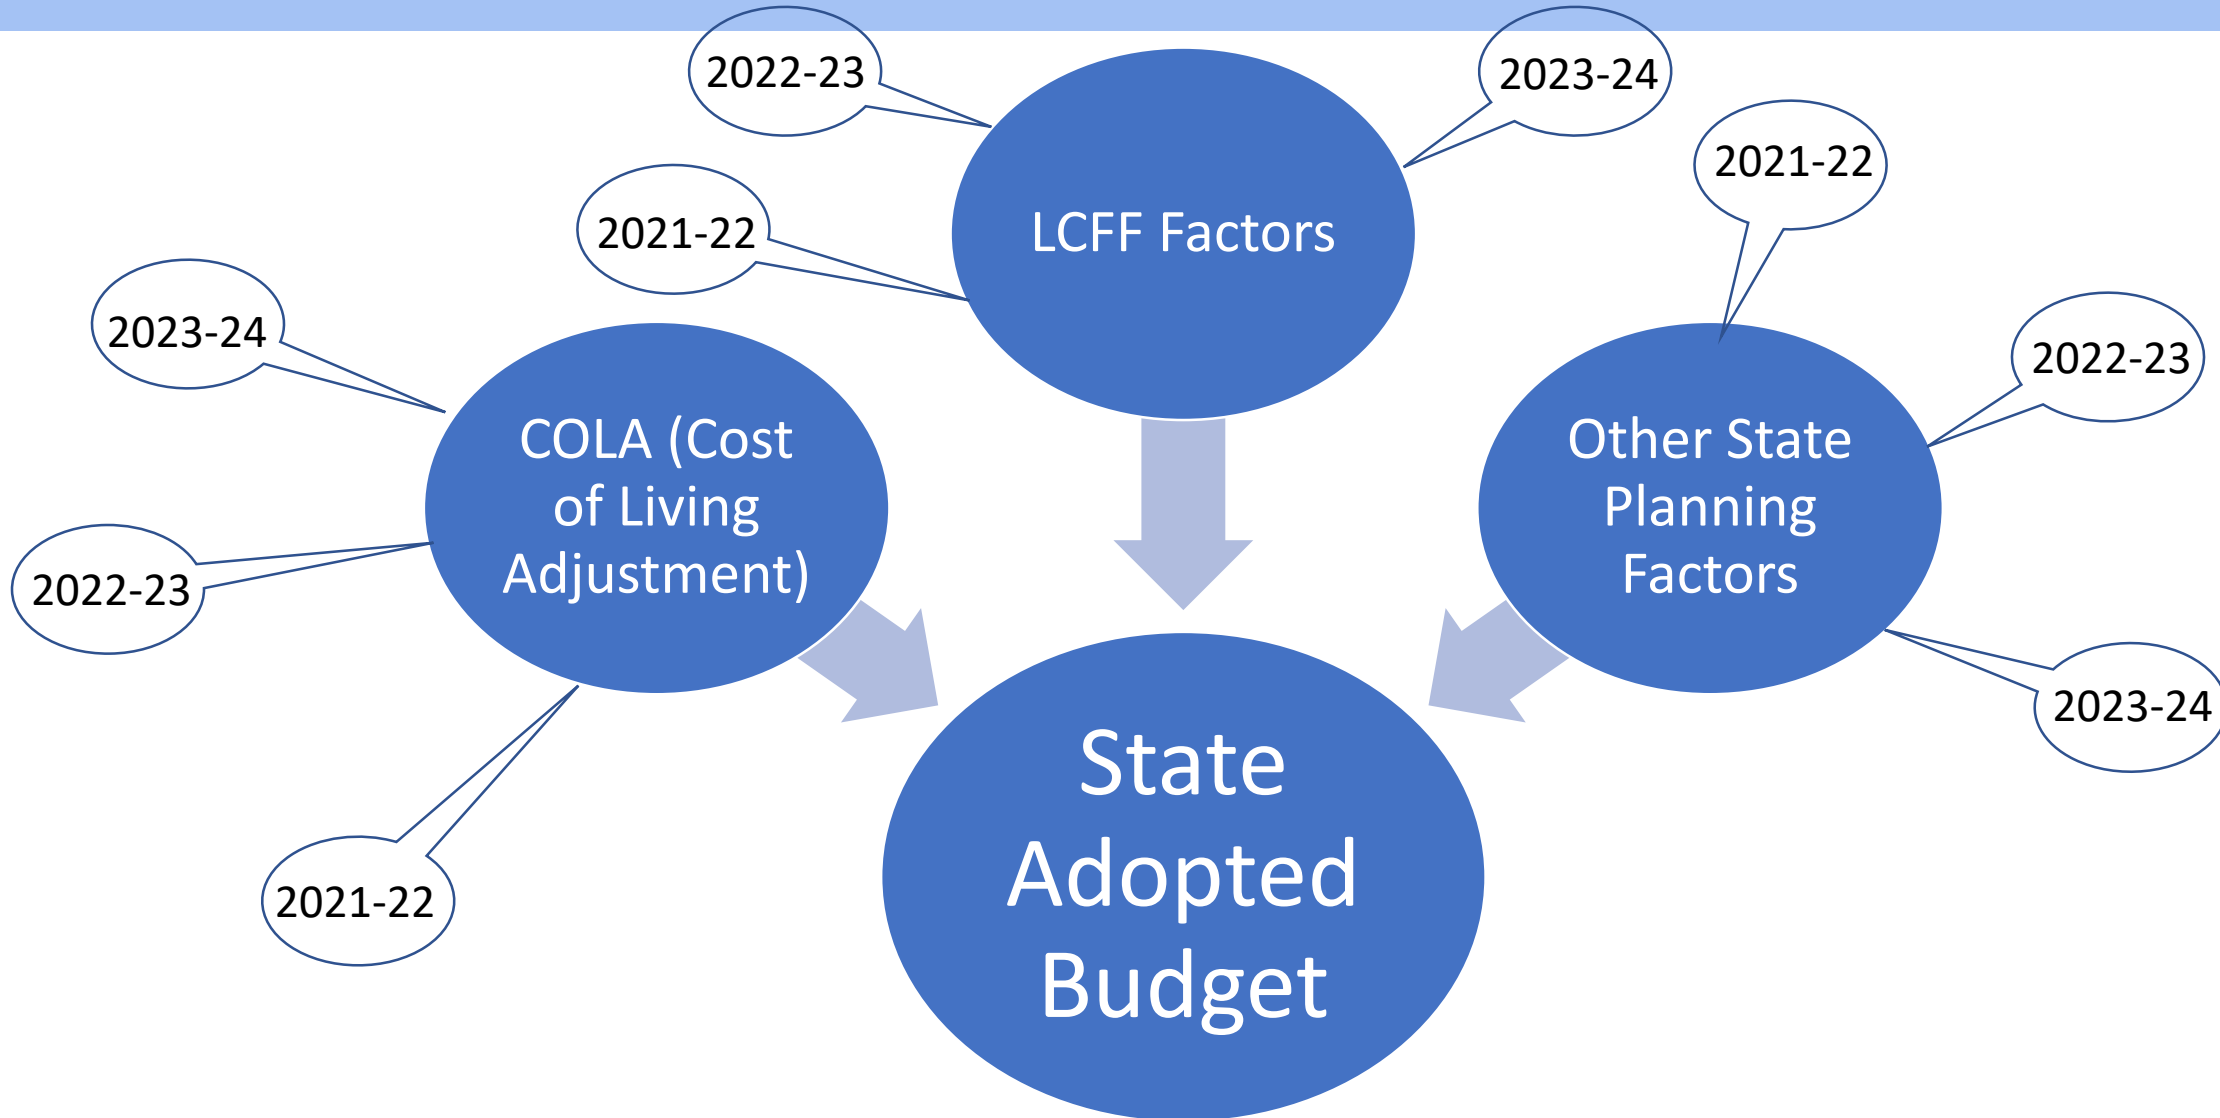 2022-23
2023-24
2021-22
2021-22
LCFF Factors
2023-24
2022-23
COLA (Cost
of Living
Adjustment)
Other State
Planning
Factors
2022-23
2023-24
2021-22
State
Adopted
Budget